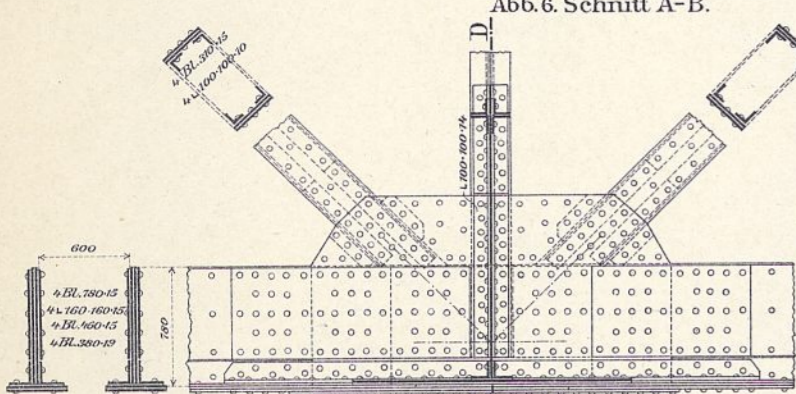 Abb. 6. Schnitt A-B.
D
4 BL.310·15
4∟100·100·10
∟100·100·14
600
4 BL.780·15
4∟160·160·15
4 BL.460·15
4 BL.380·19
780